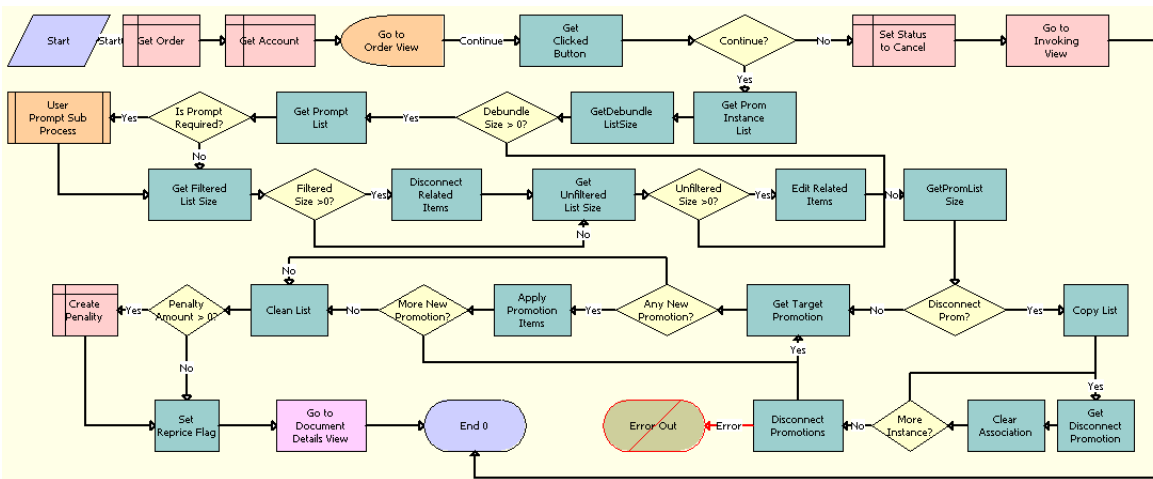 Start
Start
Get Order
Get Account
Go to
Order View
Continue
Get
Clicked
Button
Continue?
No
Set Status
to Cancel
Go to
Invoking
View
Yes
User
Prompt Sub
Process
Yes
Is Prompt
Required?
Get Prompt
List
Yes
Debundle
Size > 0?
GetDebundle
ListSize
Get Prom
Instance
List
No
Get Filtered
List Size
Filtered
Size >0?
Yes
Disconnect
Related
Items
Get
Unfiltered
List Size
Unfiltered
Size >0?
Yes
Edit Related
Items
No
GetPromList
Size
No
No
Create
Penality
Yes
Penalty
Amount > 0?
Clean List
No
More New
Promotion?
Apply
Promotion
Items
Yes
Any New
Promotion?
Get Target
Promotion
No
Disconnect
Prom?
Yes
Copy List
Yes
No
Yes
Set
Reprice Flag
Go to
Document
Details View
End 0
Error Out
Error
Disconnect
Promotions
No
More
Instance?
Clear
Association
Get
Disconnect
Promotion